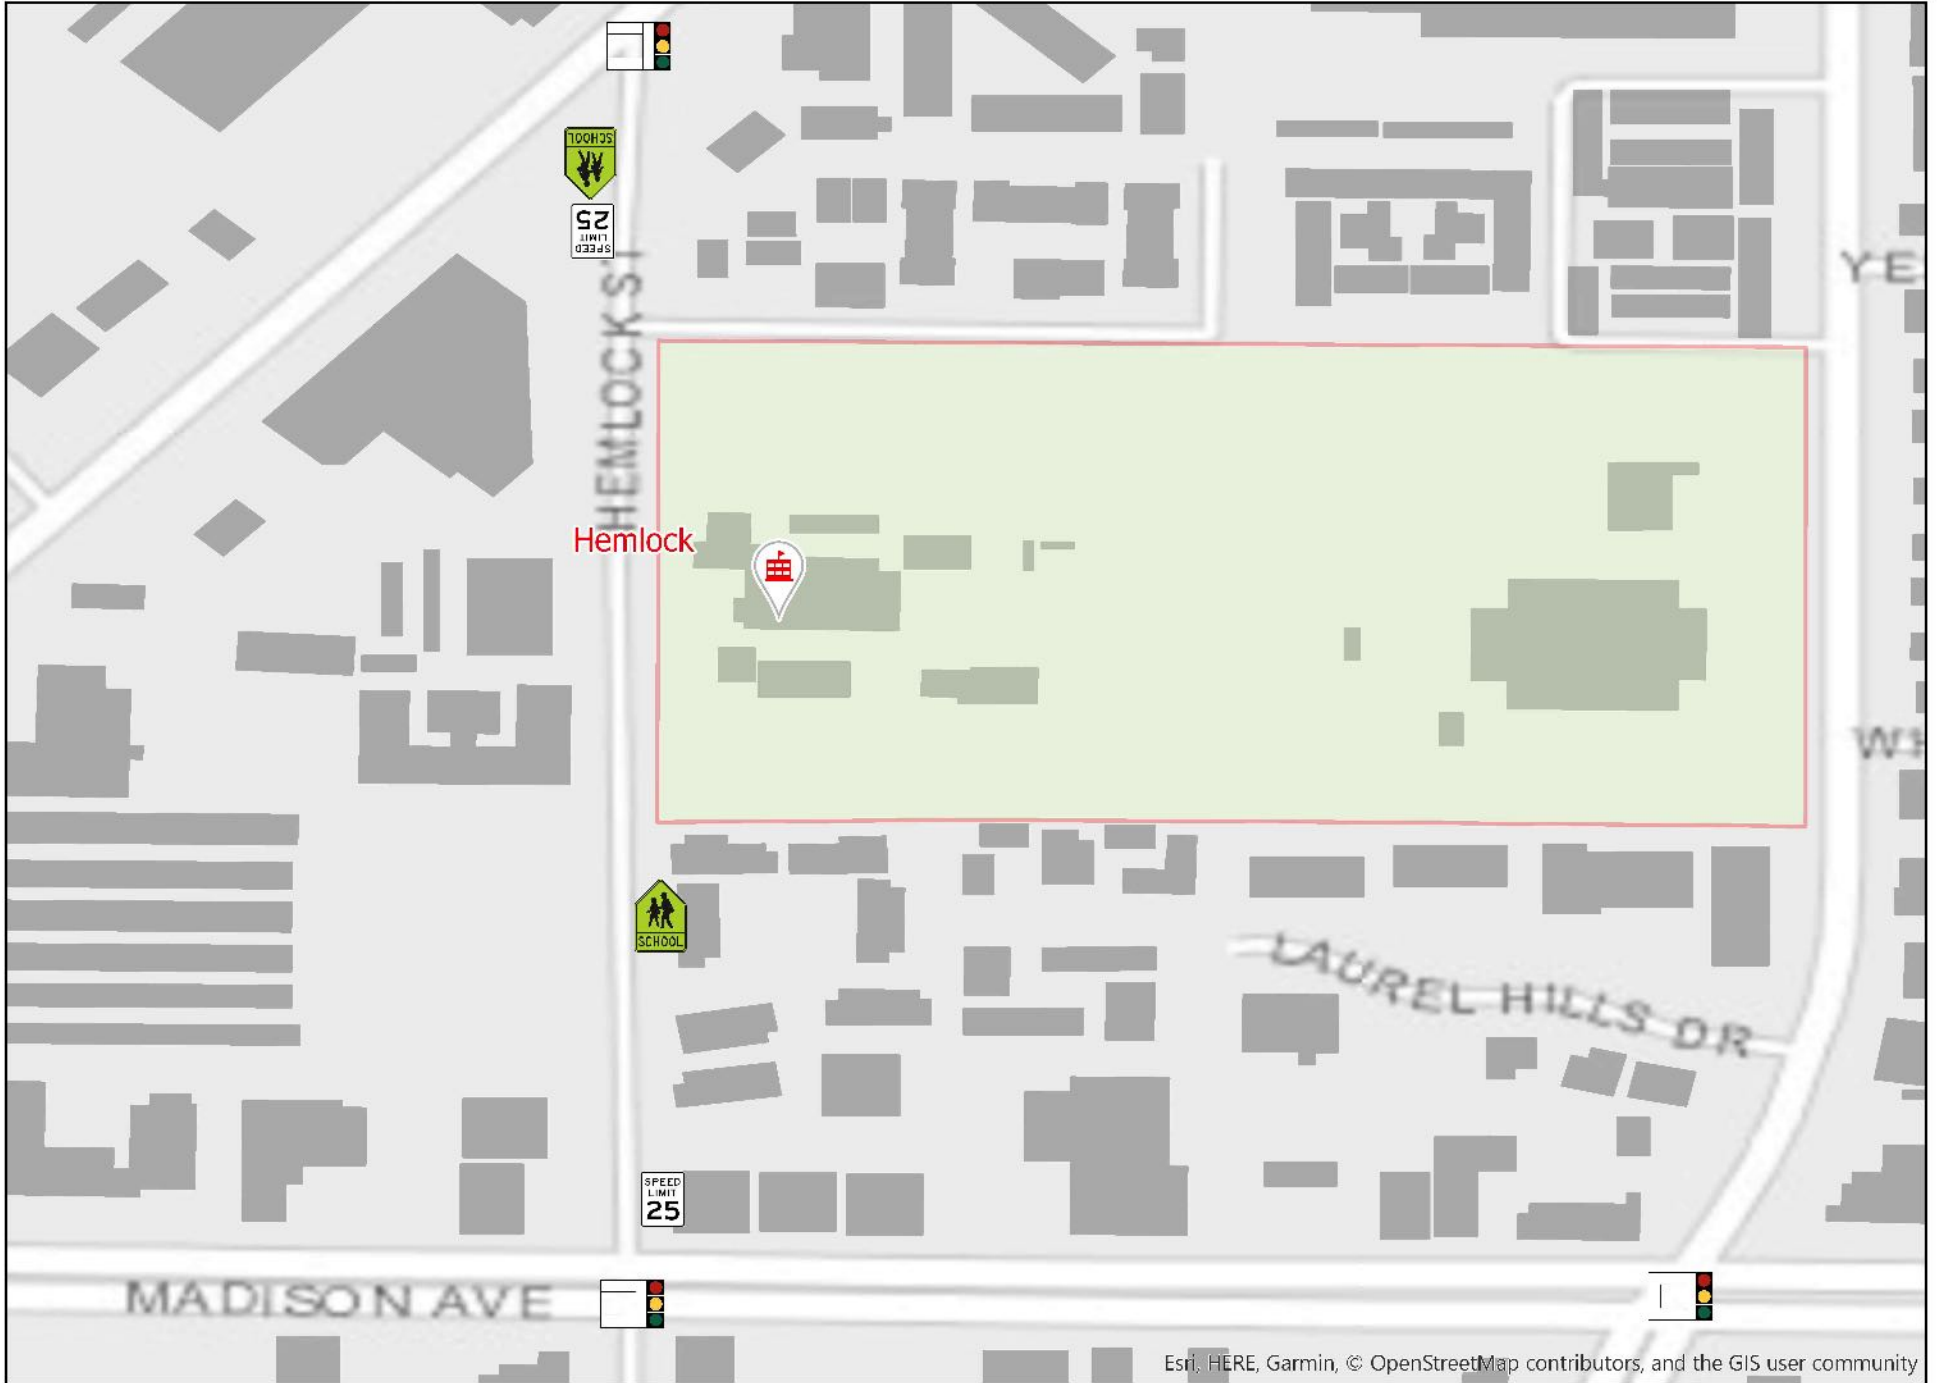 SCHOOL
25
LIMIT
SPEED
HEMLOCK ST
YE
Hemlock
W
SCHOOL
LAUREL HILLS DR
SPEED
LIMIT
25
MADISON AVE
Esri, HERE, Garmin, © OpenStreetMap contributors, and the GIS user community